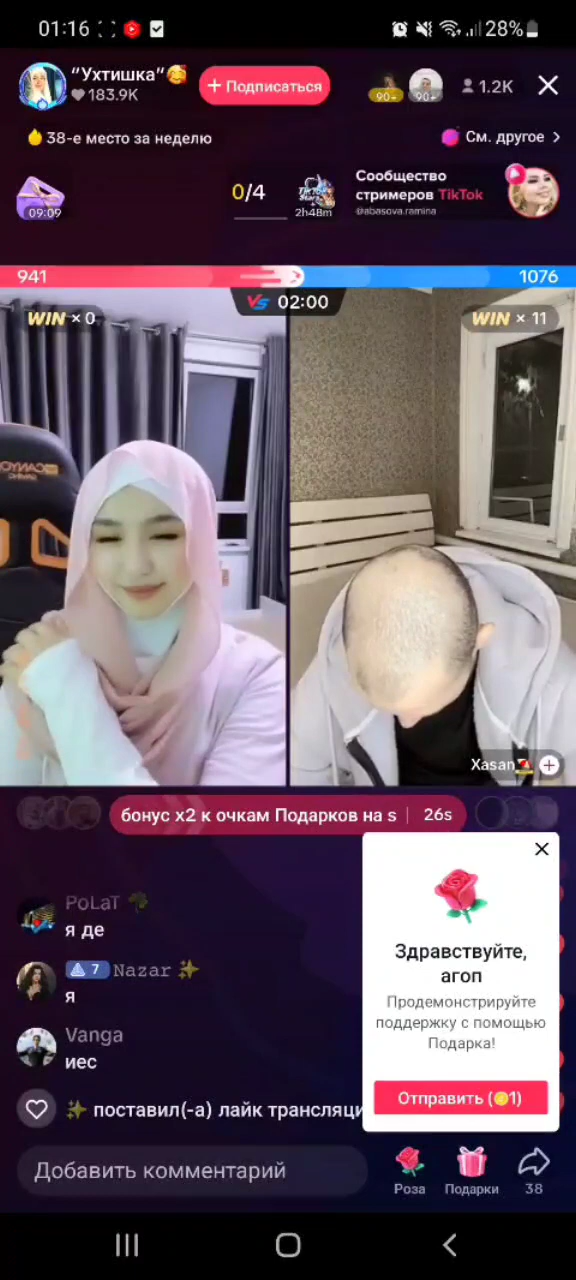 01:16
28%
“Ухтишка“🥰
183.9K
+ Подписаться
90+
90+
1.2K
38-е место за неделю
См. другое >
09:09
0/4
2h48m
Сообщество
стримеров TikTok
@abasova.ramina
941
1076
VS 02:00
WIN × 0
WIN × 11
Xasan
бонус x2 к очкам Подарков на s | 26s
PoLaT
я де
7 Nazar ✨
я
Vanga
иес
✨ поставил(-а) лайк трансляци
Здравствуйте,
агоп
Продемонстрируйте
поддержку с помощью
Подарка!
Отправить (1)
Добавить комментарий
Роза
Подарки
38